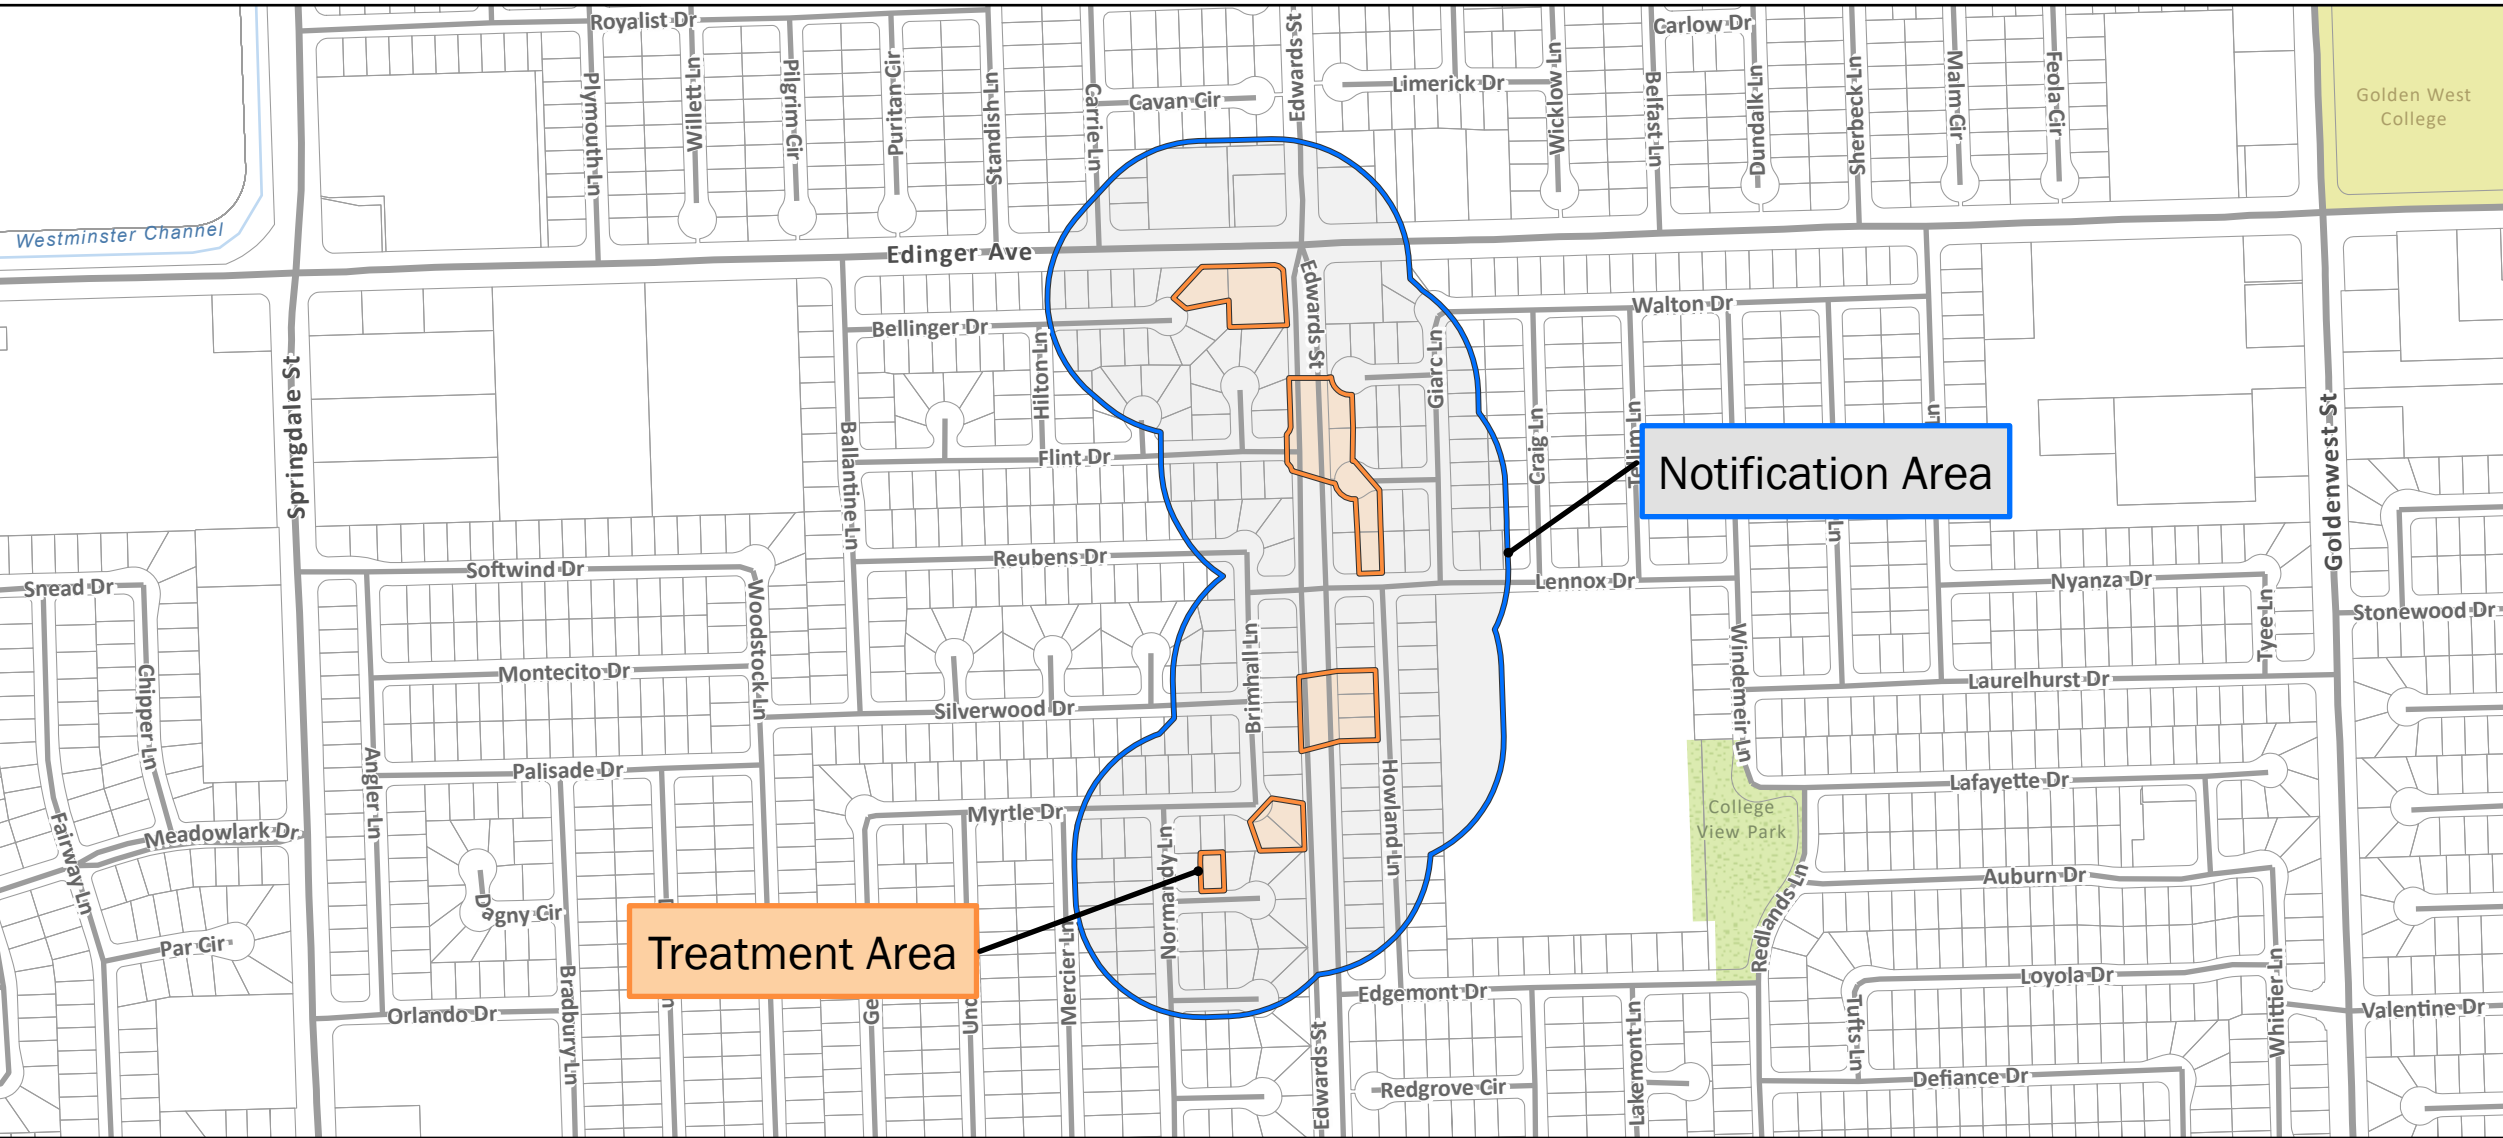 Royalist Dr
Edwards St
Carlow Dr
Plymouth Ln
Willett Ln
Pilgrim Cir
Puritan Cir
Standish Ln
Carrie Ln
Cavan Cir
Limerick Dr
Wicklow Ln
Belfast Ln
Dundalk Ln
Sherbeck Ln
Malm Cir
Feola Cir
Golden West
College
Westminster Channel
Edinger Ave
Edwards St
Walton Dr
Bellinger Dr
Hilton Ln
Giarc Ln
Springdale St
Ballantine Ln
Flint Dr
Craig Ln
Ln
Goldenwest St
Notification Area
Ln
Reubens Dr
Softwind Dr
Lennox Dr
Nyanza Dr
Snead Dr
Woodstock Ln
Stonewood Dr
Tyee Ln
Chipper Ln
Montecito Dr
Brimhall Ln
Windemeir Ln
Laurelhurst Dr
Silverwood Dr
Angler Ln
Palisade Dr
Howland Ln
Lafayette Dr
College
View Park
Myrtle Dr
Meadowlark Dr
Fairway Ln
Normandy Ln
Auburn Dr
Redlands Ln
Dagny Cir
Treatment Area
Par Cir
Mercier Ln
Bradbury Ln
Edgemont Dr
Loyola Dr
Whittier Ln
Orlando Dr
Valentine Dr
Tufts Ln
Edwards St
Lakemont Ln
Redgrove Cir
Defiance Dr